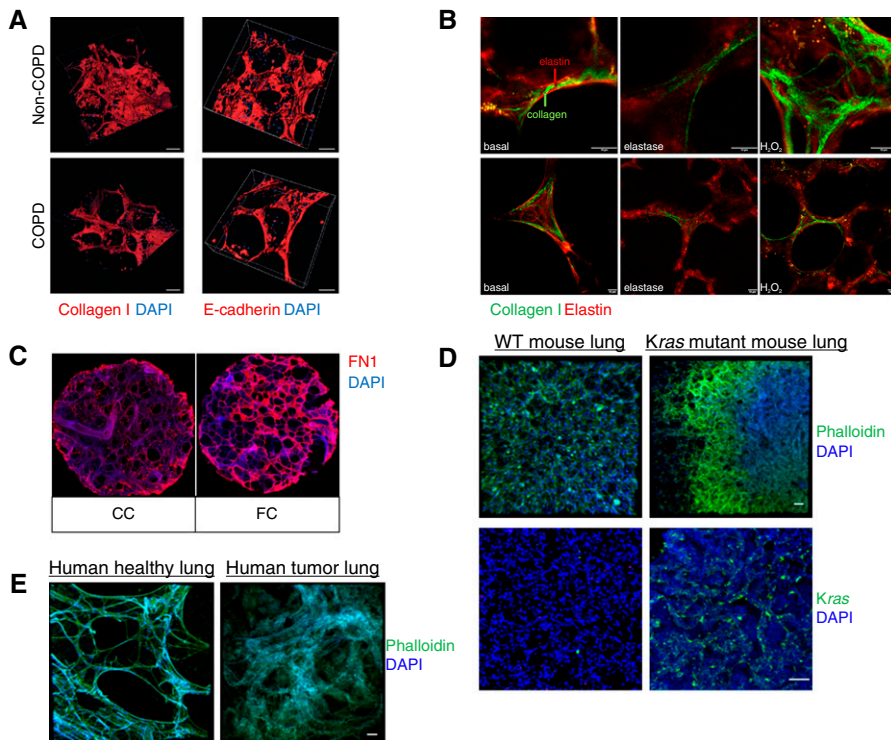 A
Non-COPD
COPD
Collagen I DAPI
E-cadherin DAPI
B
elastin
collagen
basal
elastase
H₂O₂
basal
elastase
H₂O₂
Collagen I Elastin
C
FN1
DAPI
CC
FC
D
WT mouse lung
Kras mutant mouse lung
Phalloidin
DAPI
Kras
DAPI
E
Human healthy lung
Human tumor lung
Phalloidin
DAPI